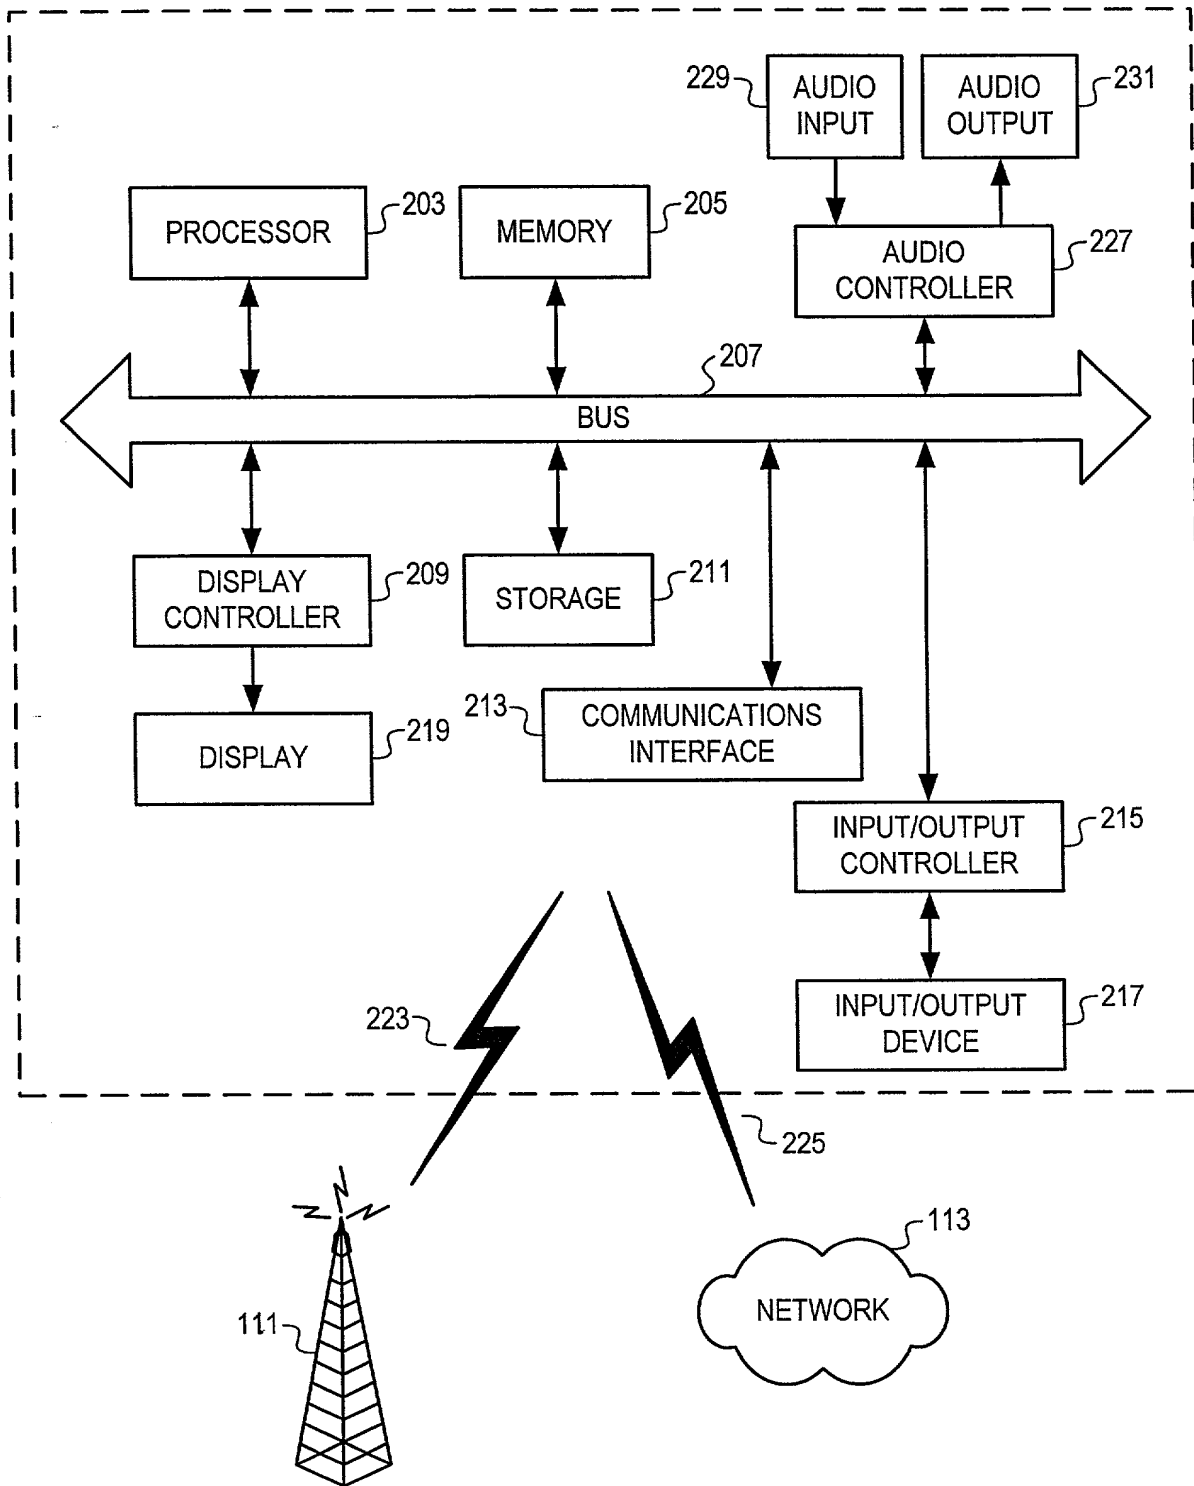 229
AUDIO
INPUT
AUDIO
OUTPUT
231
PROCESSOR
203
MEMORY
205
AUDIO
CONTROLLER
227
207
BUS
DISPLAY
CONTROLLER
209
STORAGE
211
DISPLAY
219
213
COMMUNICATIONS
INTERFACE
INPUT/OUTPUT
CONTROLLER
215
INPUT/OUTPUT
DEVICE
217
223
225
111
113
NETWORK